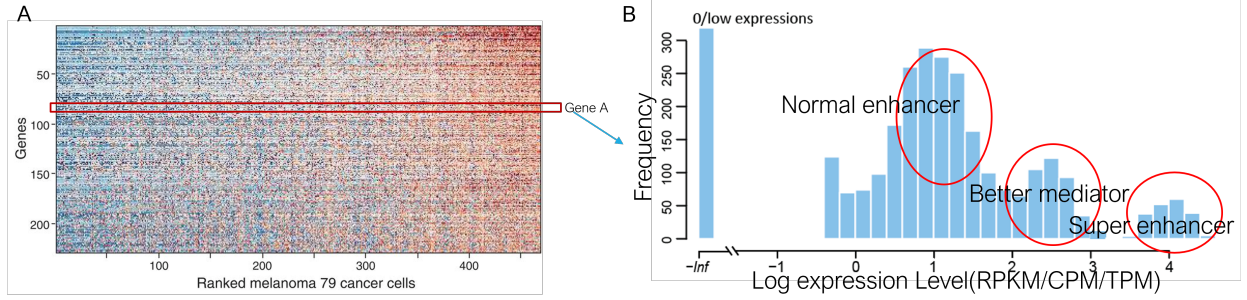 A
50
100
150
200
Genes
100
200
300
400
Ranked melanoma 79 cancer cells
Gene A
B
0/low expressions
300
250
200
150
100
50
0
Frequency
Normal enhancer
Better mediator
Super enhancer
-Inf
-1
0
1
2
3
4
Log expression Level(RPKM/CPM/TPM)